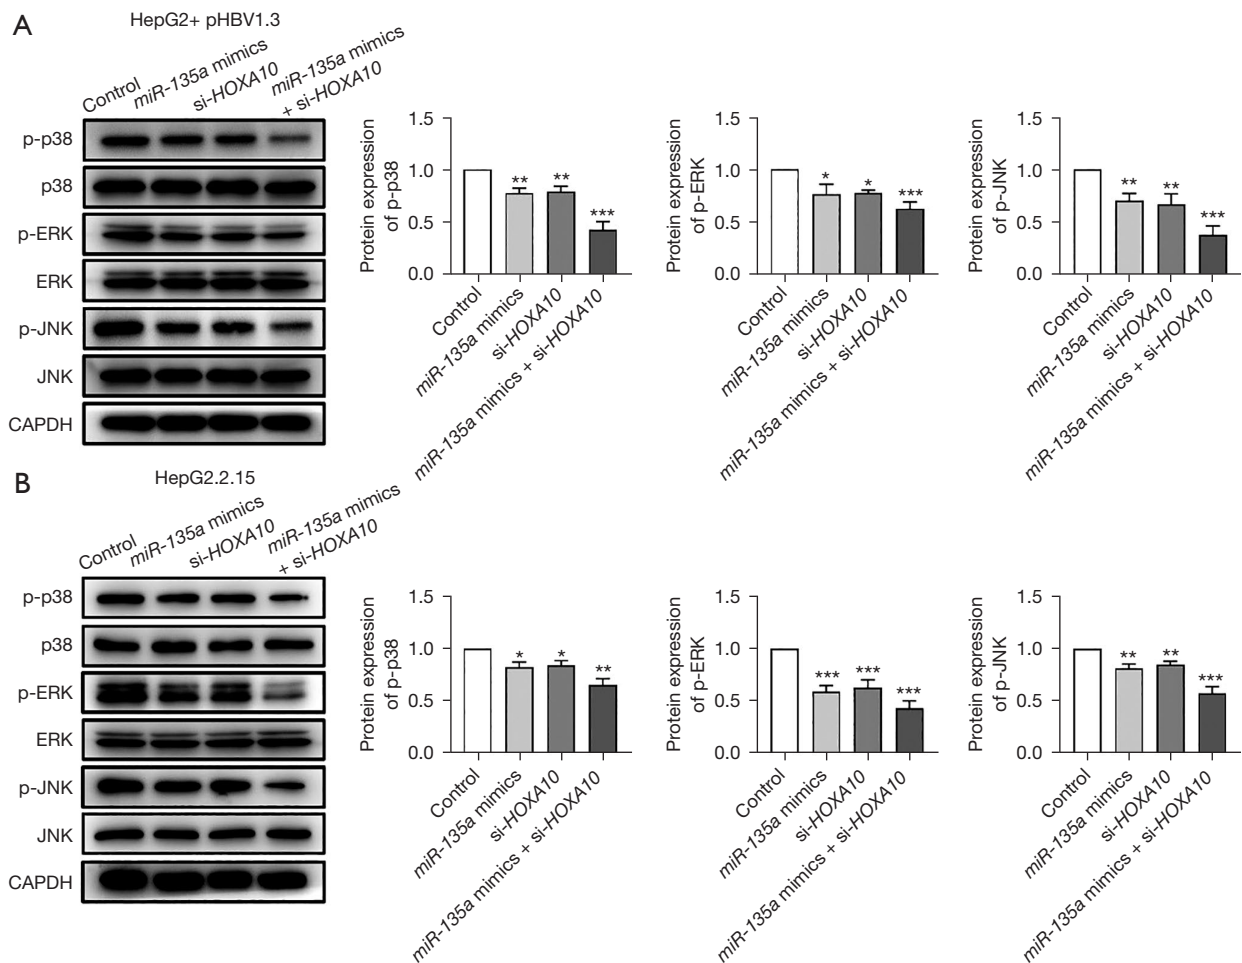 A
HepG2+ pHBV1.3
Control
miR-135a mimics
si-HOXA10
miR-135a mimics
+ si-HOXA10
p-p38
p38
p-ERK
ERK
p-JNK
JNK
CAPDH
Protein expression
of p-p38
1.5
1.0
0.5
0.0
**
**
***
Control
miR-135a mimics
si-HOXA10
miR-135a mimics + si-HOXA10
Protein expression
of p-ERK
1.5
1.0
0.5
0.0
*
*
***
Control
miR-135a mimics
si-HOXA10
miR-135a mimics + si-HOXA10
Protein expression
of p-JNK
1.5
1.0
0.5
0.0
**
**
***
Control
miR-135a mimics
si-HOXA10
miR-135a mimics + si-HOXA10
B
HepG2.2.15
Control
miR-135a mimics
si-HOXA10
miR-135a mimics
+ si-HOXA10
p-p38
p38
p-ERK
ERK
p-JNK
JNK
CAPDH
Protein expression
of p-p38
1.5
1.0
0.5
0.0
*
*
**
Control
miR-135a mimics
si-HOXA10
miR-135a mimics + si-HOXA10
Protein expression
of p-ERK
1.5
1.0
0.5
0.0
***
***
***
Control
miR-135a mimics
si-HOXA10
miR-135a mimics + si-HOXA10
Protein expression
of p-JNK
1.5
1.0
0.5
0.0
**
**
***
Control
miR-135a mimics
si-HOXA10
miR-135a mimics + si-HOXA10